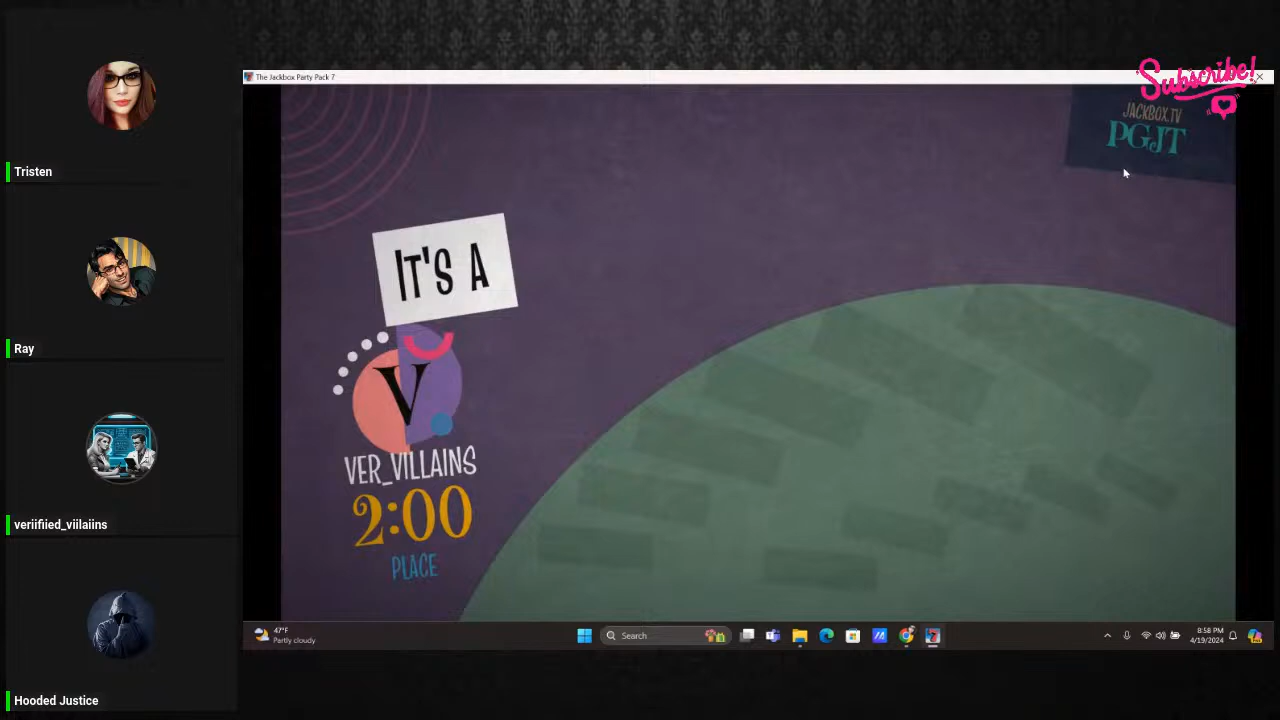 Tristen
Ray
veriifiied_viilaiins
Hooded Justice
The Jackbox Party Pack 7
Subscribe!
JACKBOX.TV
PGJT
IT'S A
V
VER_VILLAINS
2:00
PLACE
47°F
Partly cloudy
Search
8:58 PM
4/19/2024